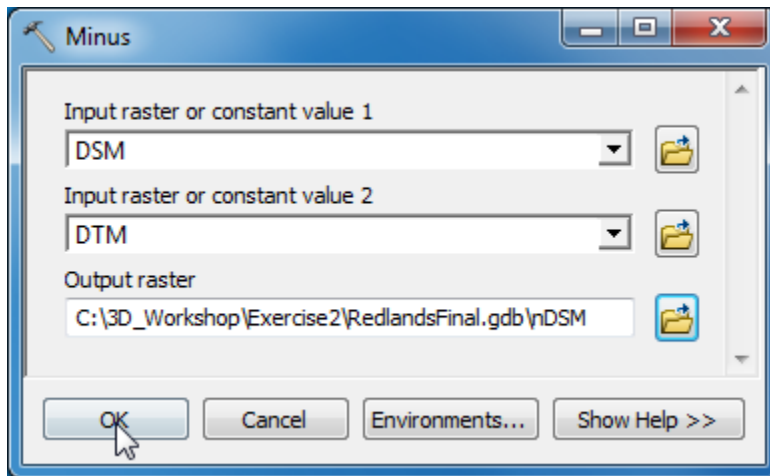 Minus
Input raster or constant value 1
DSM
Input raster or constant value 2
DTM
Output raster
C:\3D_Workshop\Exercise2\RedlandsFinal.gdb\nDSM
OK Cancel Environments... Show Help >>